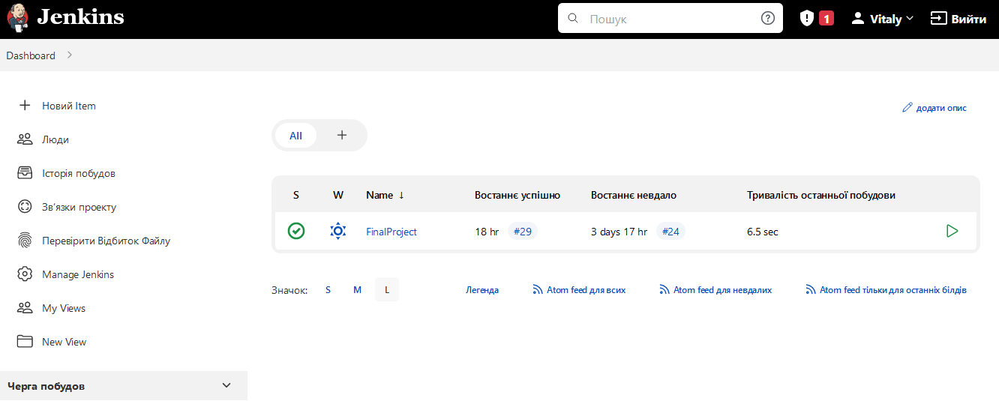 Jenkins
Пошук
1
Vitaly
Вийти
Dashboard
Новий Item
Люди
Історія побудов
Зв'язки проекту
Перевірити Відбиток Файлу
Manage Jenkins
My Views
New View
Черга побудов
додати опис
All +
S W Name ↓ Востаннє успішно Востаннє невдало Тривалість останньої побудови
FinalProject 18 hr #29 3 days 17 hr #24 6.5 sec
Значок: S M L Легенда Atom feed для всих Atom feed для невдалих Atom feed тільки для останніх білдів